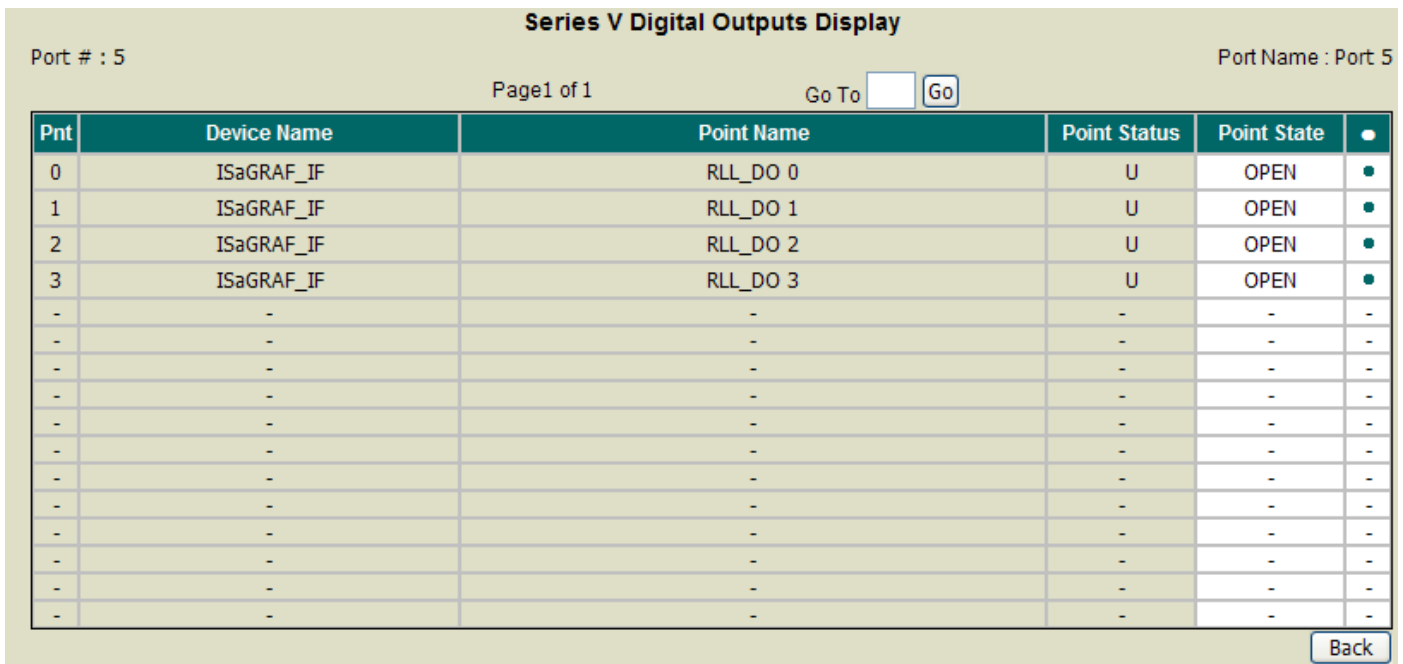 Series V Digital Outputs Display
Port # : 5 Port Name : Port 5
Page1 of 1 Go To Go
Pnt Device Name Point Name Point Status Point State
0 ISaGRAF_IF RLL_DO 0 U OPEN
1 ISaGRAF_IF RLL_DO 1 U OPEN
2 ISaGRAF_IF RLL_DO 2 U OPEN
3 ISaGRAF_IF RLL_DO 3 U OPEN
- - - - - -
- - - - - -
- - - - - -
- - - - - -
- - - - - -
- - - - - -
- - - - - -
- - - - - -
- - - - - -
- - - - - -
- - - - - -
- - - - - -
Back